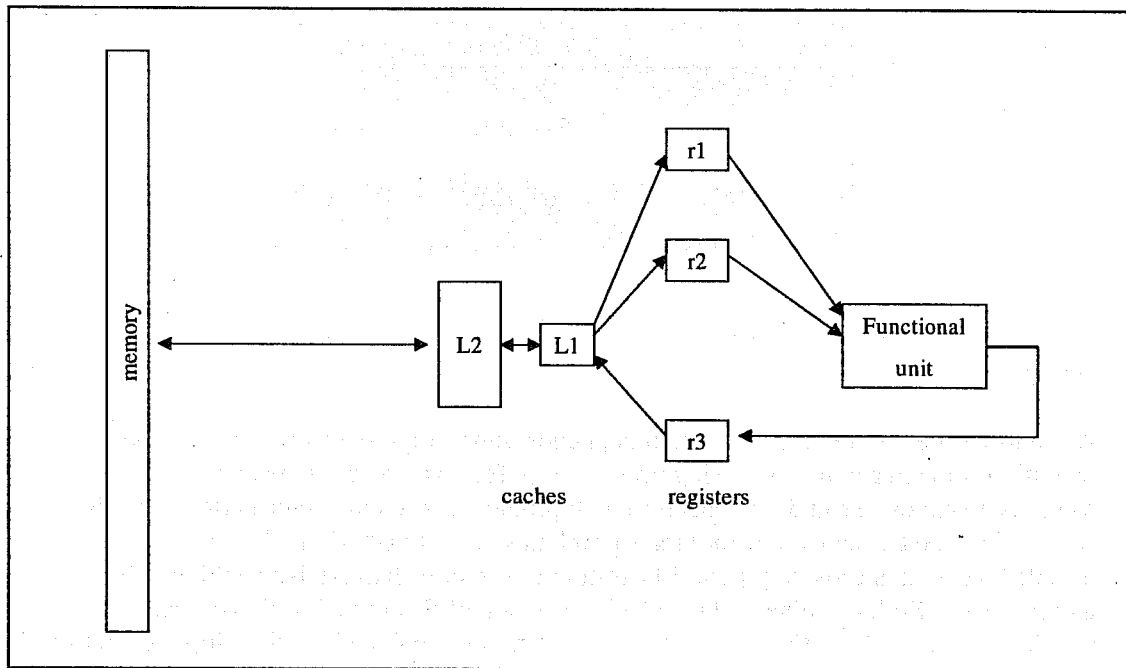 r1
r2
memory
L2
L1
Functional
unit
r3
caches
registers